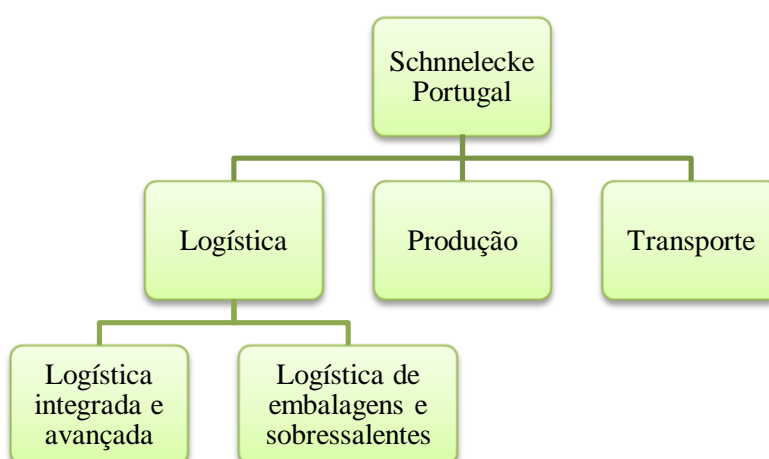 Schnnelecke
Portugal
Logística
Produção
Transporte
Logística
integrada e
avançada
Logística de
embalagens e
sobressalentes